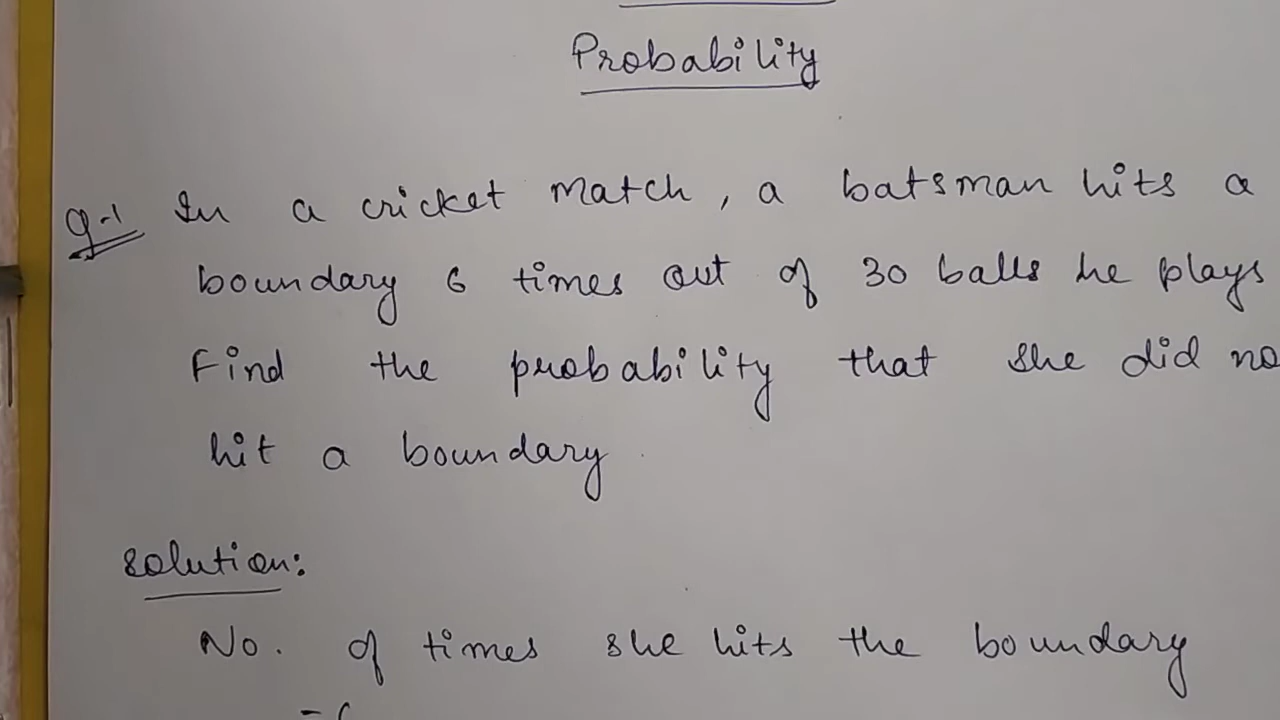 Probability
Q-1 In a cricket match, a batsman hits a
boundary 6 times out of 30 balls he plays
Find the probability that she did no
hit a boundary.
Solution:
No. of times she hits the boundary
=